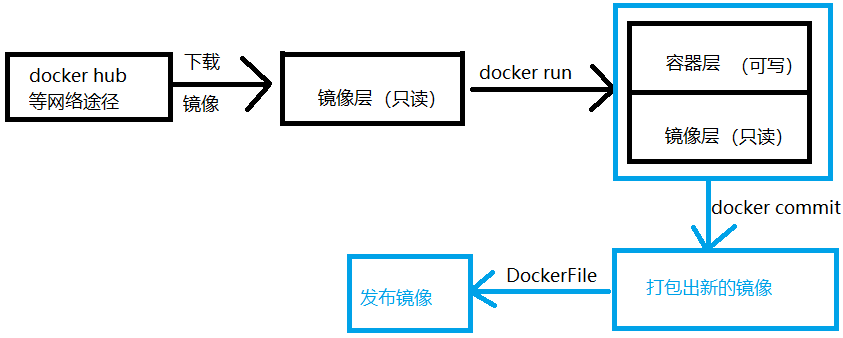 docker hub
等网络途径
下载
镜像
镜像层（只读）
docker run
容器层 （可写）
镜像层（只读）
docker commit
打包出新的镜像
DockerFile
发布镜像